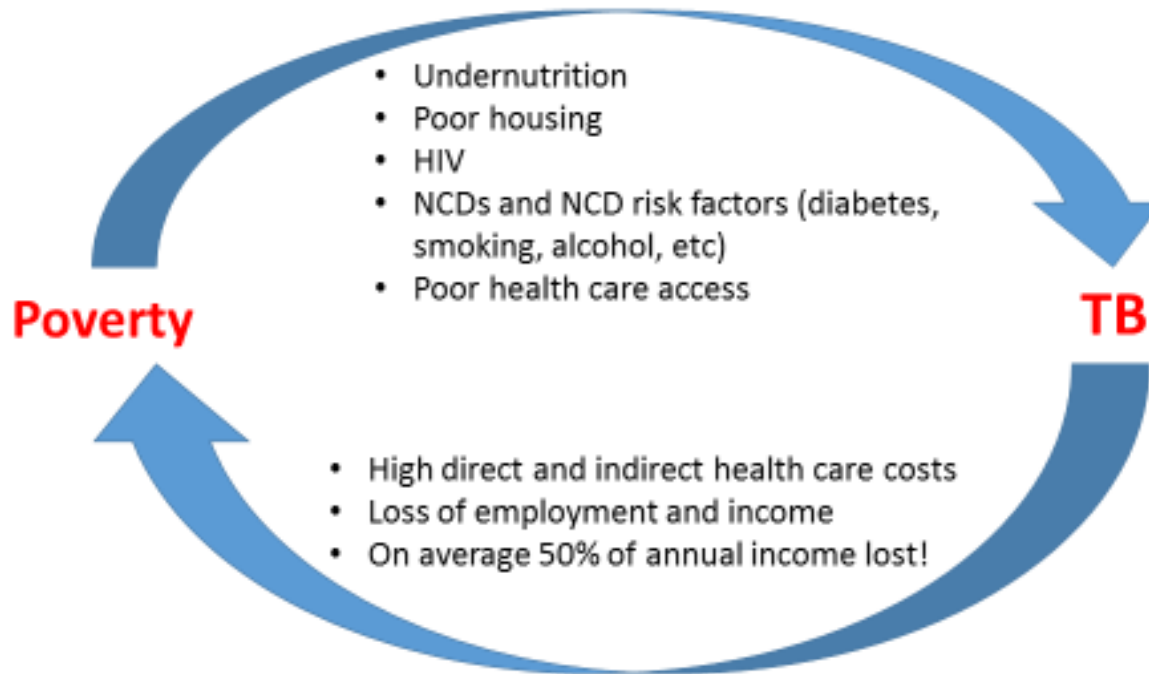 • Undernutrition
• Poor housing
• HIV
• NCDs and NCD risk factors (diabetes,
smoking, alcohol, etc)
• Poor health care access
Poverty
TB
• High direct and indirect health care costs
• Loss of employment and income
• On average 50% of annual income lost!